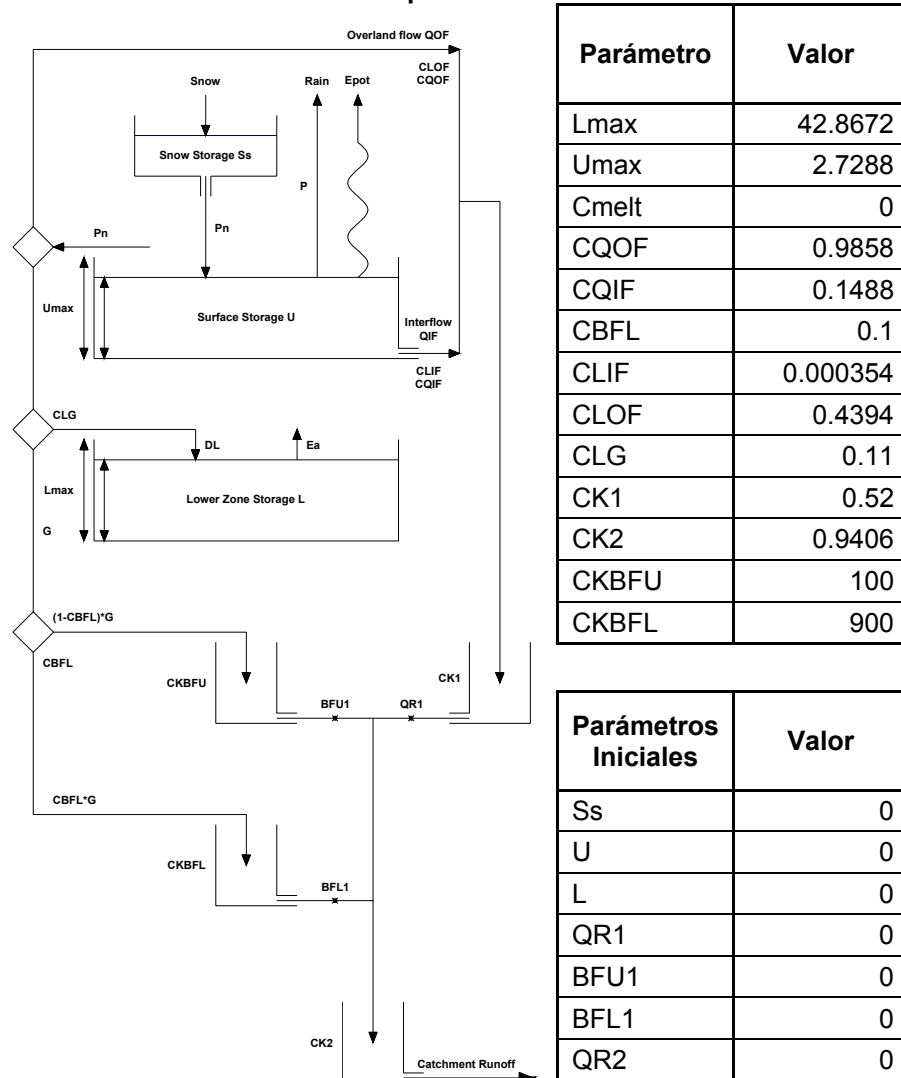 Overland flow QOF
CLOF
CQOF
Snow
Rain
Epot
Snow Storage Ss
P
Pn
Pn
Umax
Surface Storage U
Interflow
QIF
CLIF
CQIF
CLG
DL
Ea
Lmax
Lower Zone Storage L
G
(1-CBFL)*G
CBFL
CKBFU
BFU1
QR1
CK1
CBFL*G
CKBFL
BFL1
CK2
Catchment Runoff
Parámetro Valor
Lmax 42.8672
Umax 2.7288
Cmelt 0
CQOF 0.9858
CQIF 0.1488
CBFL 0.1
CLIF 0.000354
CLOF 0.4394
CLG 0.11
CK1 0.52
CK2 0.9406
CKBFU 100
CKBFL 900
Parámetros
Iniciales Valor
Ss 0
U 0
L 0
QR1 0
BFU1 0
BFL1 0
QR2 0